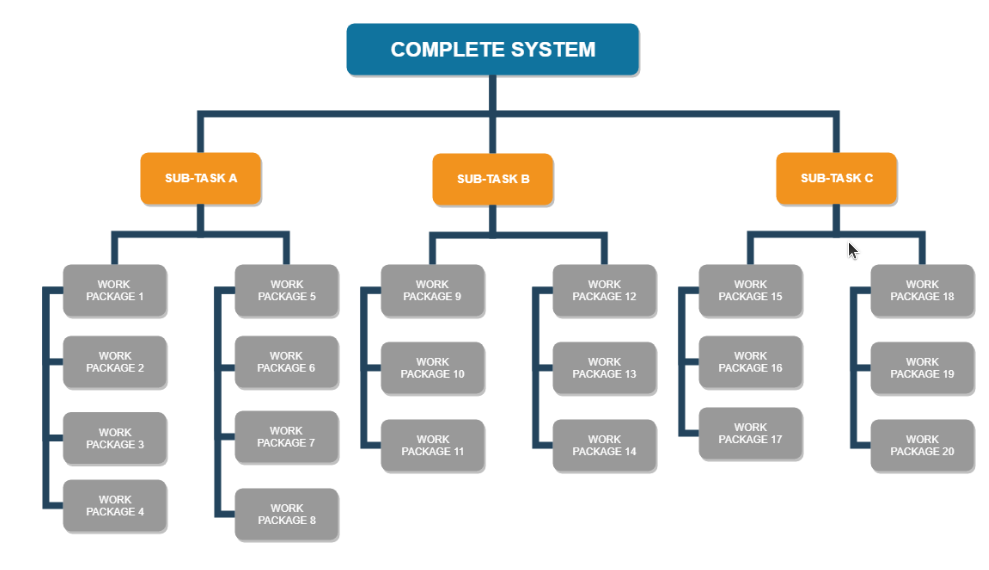 COMPLETE SYSTEM
SUB-TASK A
SUB-TASK B
SUB-TASK C
WORK
PACKAGE 1
WORK
PACKAGE 2
WORK
PACKAGE 3
WORK
PACKAGE 4
WORK
PACKAGE 5
WORK
PACKAGE 6
WORK
PACKAGE 7
WORK
PACKAGE 8
WORK
PACKAGE 9
WORK
PACKAGE 10
WORK
PACKAGE 11
WORK
PACKAGE 12
WORK
PACKAGE 13
WORK
PACKAGE 14
WORK
PACKAGE 15
WORK
PACKAGE 16
WORK
PACKAGE 17
WORK
PACKAGE 18
WORK
PACKAGE 19
WORK
PACKAGE 20